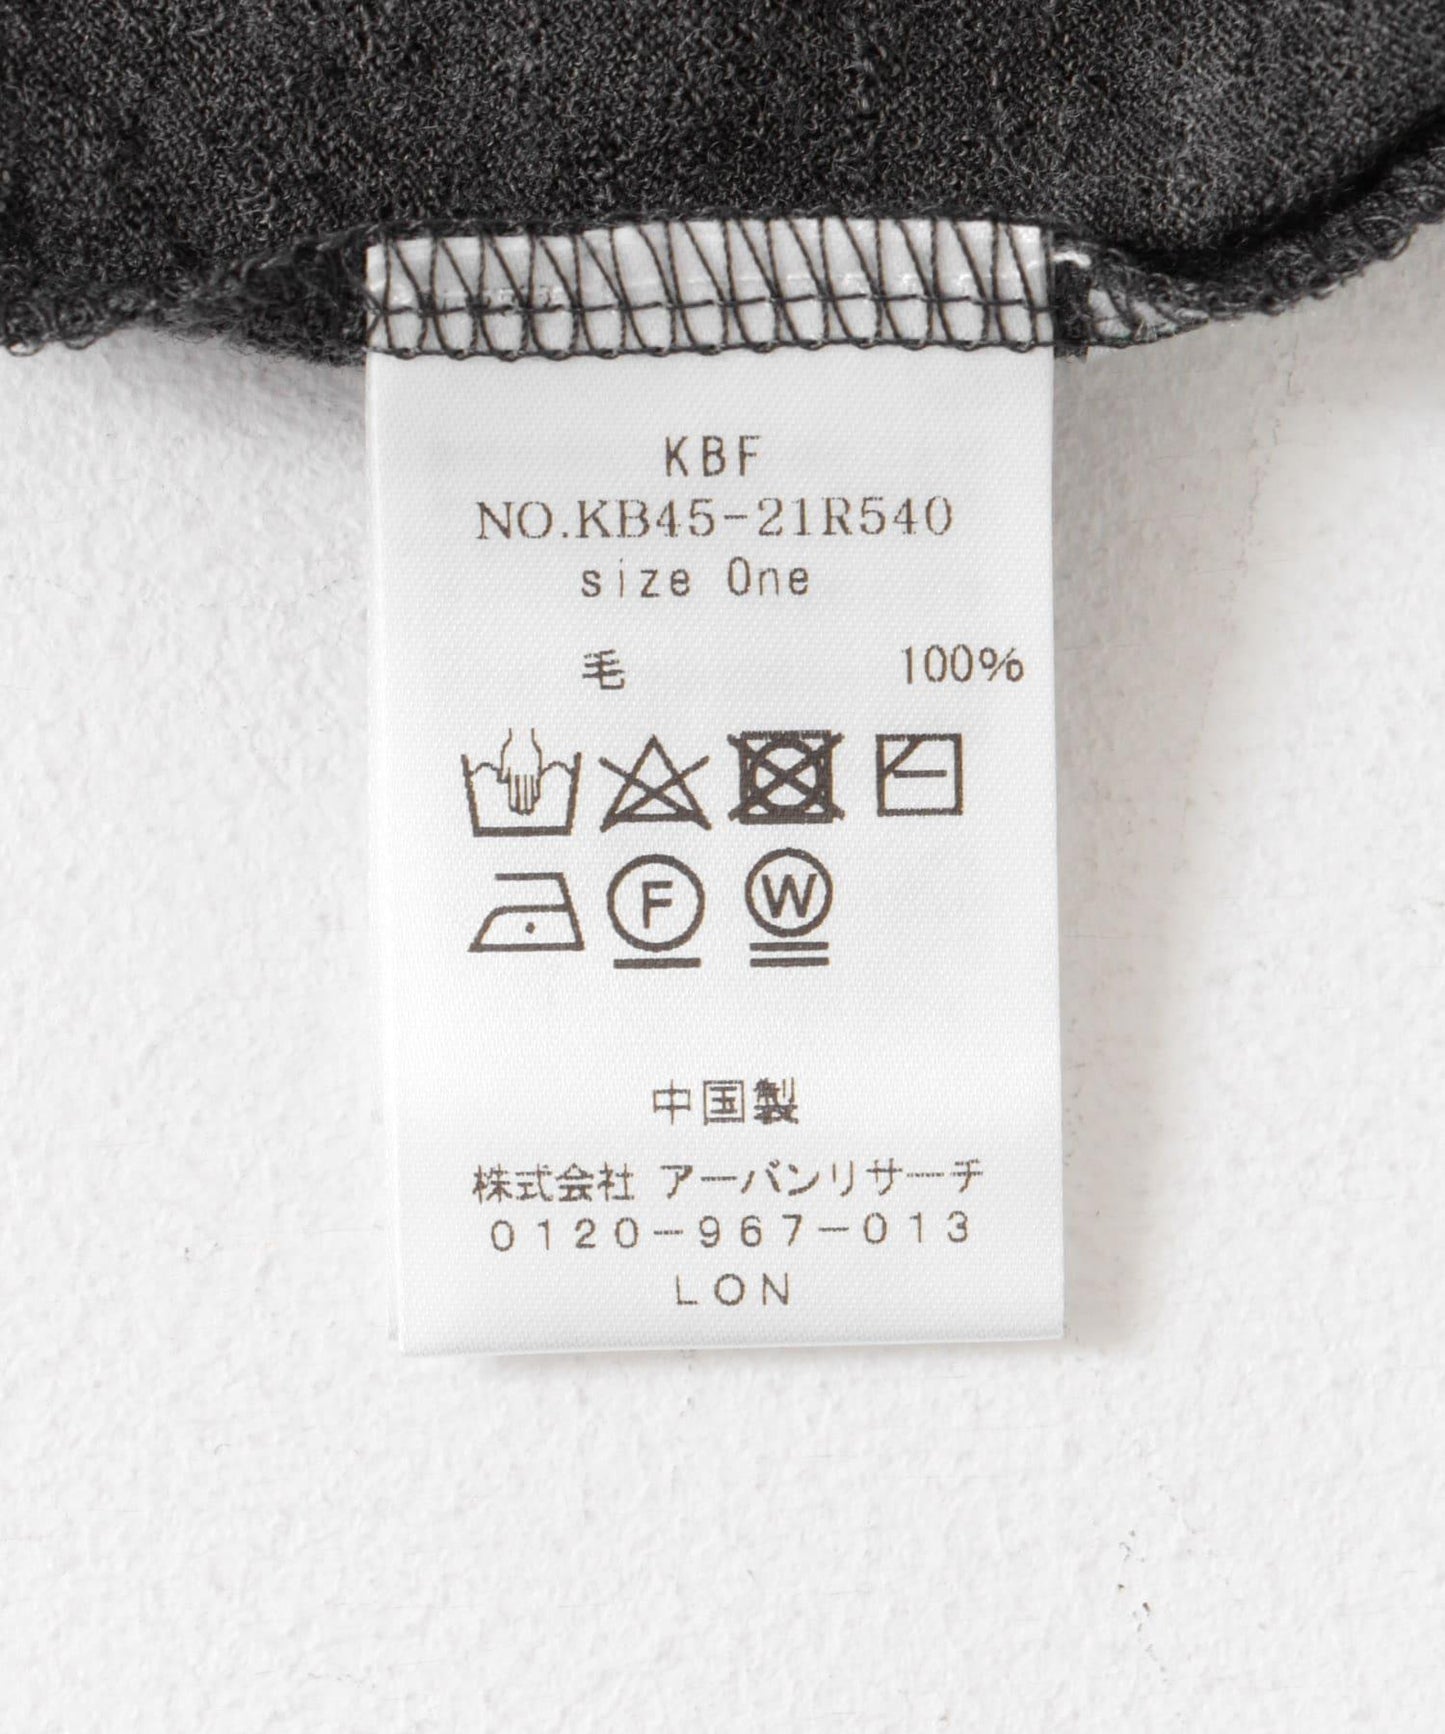 KBF
NO.KB45-21R540
size One
毛 100%
F W
中国製
株式会社 アーバンリサーチ
0120-967-013
LON